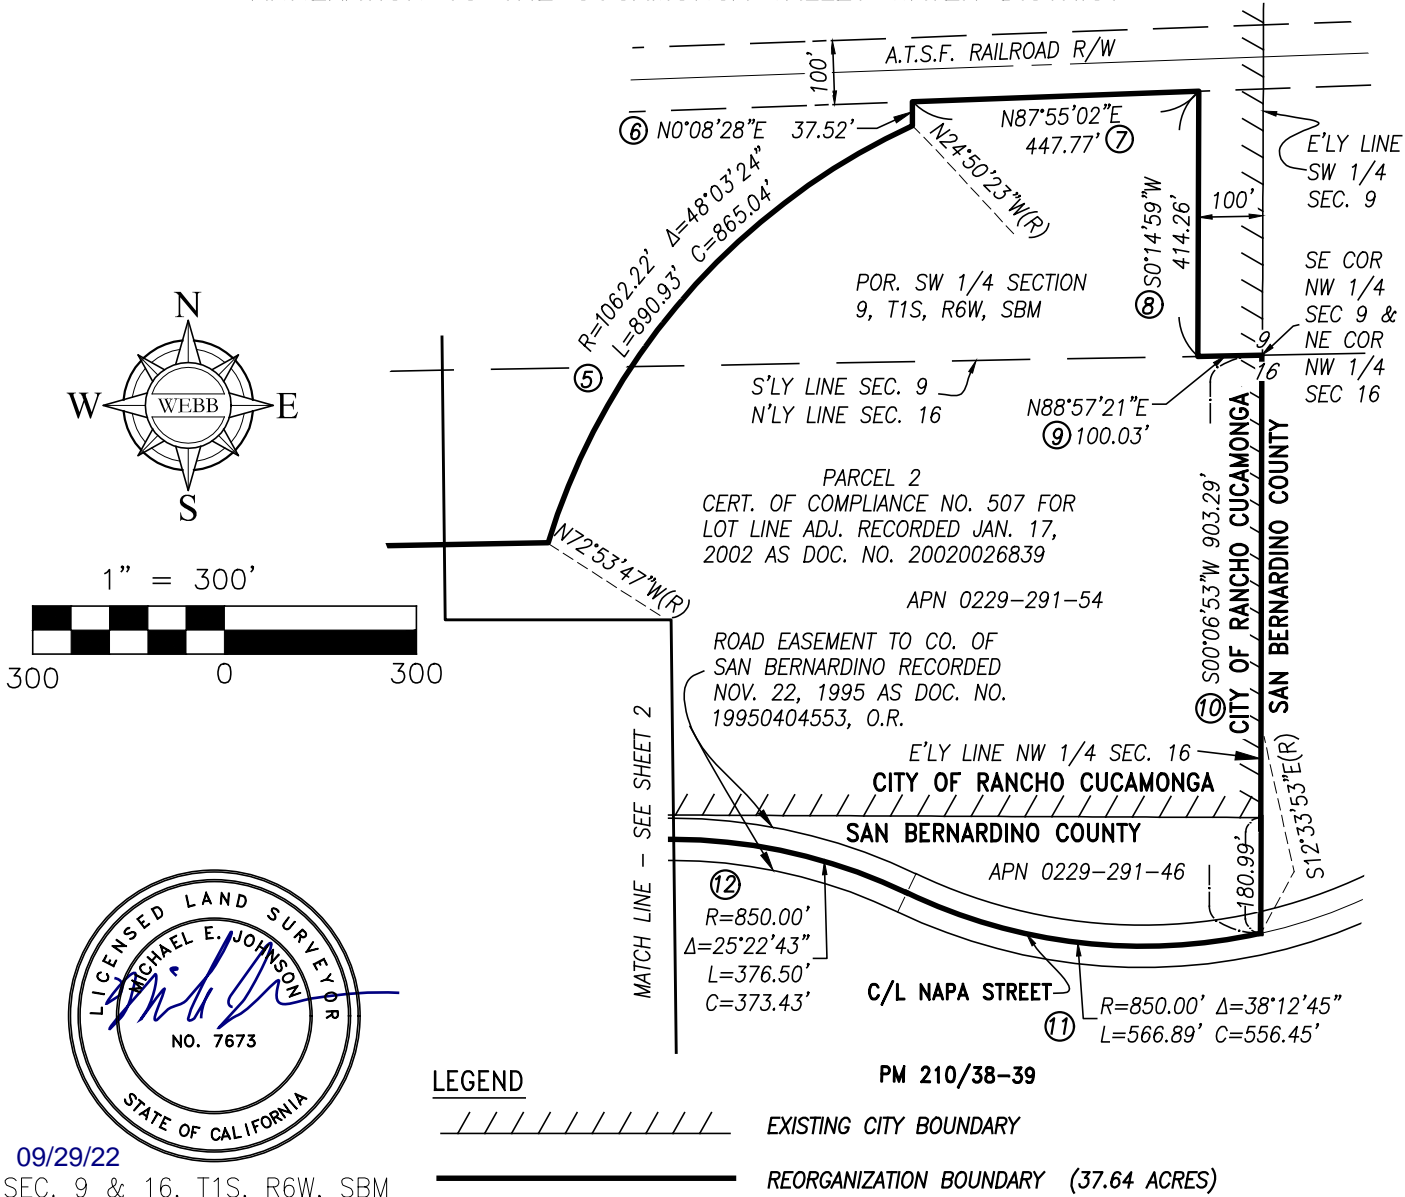 A.T.S.F. RAILROAD R/W
100'
⑥ N0°08'28"E 37.52'
N87°55'02"E
447.77' ⑦
N24°50'23"W(R)
E'LY LINE
SW 1/4
SEC. 9
⑧ S0°14'59"W
414.26'
100'
R=1062.22' Δ=48°03'24"
L=890.93' C=865.04'
⑤
POR. SW 1/4 SECTION
9, T1S, R6W, SBM
SE COR
NW 1/4
SEC 9 &
NE COR
NW 1/4
SEC 16
9
16
S'LY LINE SEC. 9
N'LY LINE SEC. 16
N88°57'21"E
⑨ 100.03'
N
W
WEBB
E
S
PARCEL 2
CERT. OF COMPLIANCE NO. 507 FOR
LOT LINE ADJ. RECORDED JAN. 17,
2002 AS DOC. NO. 20020026839
N72°53'47"W(R)
APN 0229-291-54
⑩ S00°06'53"W 903.29'
CITY OF RANCHO CUCAMONGA
SAN BERNARDINO COUNTY
1" = 300'
300
0
300
ROAD EASEMENT TO CO. OF
SAN BERNARDINO RECORDED
NOV. 22, 1995 AS DOC. NO.
19950404553, O.R.
MATCH LINE - SEE SHEET 2
E'LY LINE NW 1/4 SEC. 16
CITY OF RANCHO CUCAMONGA
SAN BERNARDINO COUNTY
APN 0229-291-46
180.99'
S12°33'53"E(R)
⑫
R=850.00'
Δ=25°22'43"
L=376.50'
C=373.43'
C/L NAPA STREET
⑪
R=850.00' Δ=38°12'45"
L=566.89' C=556.45'
LICENSED LAND SURVEYOR
MICHAEL E. JOHNSON
NO. 7673
STATE OF CALIFORNIA
PM 210/38-39
LEGEND
EXISTING CITY BOUNDARY
REORGANIZATION BOUNDARY (37.64 ACRES)
09/29/22
SEC. 9 & 16, T1S, R6W, SBM